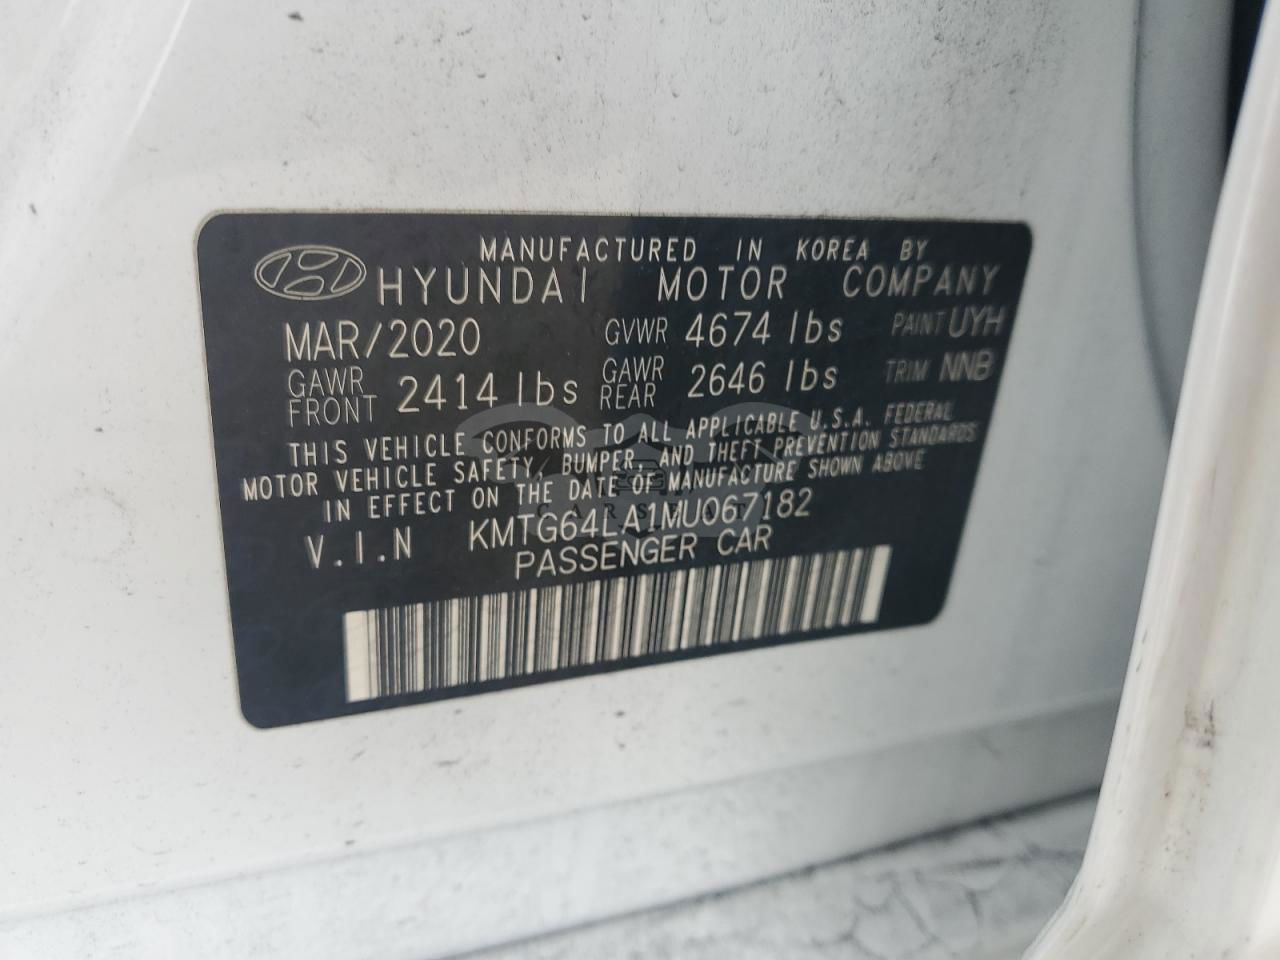 MANUFACTURED IN KOREA BY
HYUNDAI MOTOR COMPANY
MAR/2020 GVWR 4674 lbs PAINT UYH
GAWR FRONT 2414 lbs GAWR REAR 2646 lbs TRIM NNB
THIS VEHICLE CONFORMS TO ALL APPLICABLE U.S.A. FEDERAL
MOTOR VEHICLE SAFETY, BUMPER, AND THEFT PREVENTION STANDARDS
IN EFFECT ON THE DATE OF MANUFACTURE SHOWN ABOVE
V.I.N KMTG64LA1MU067182
PASSENGER CAR